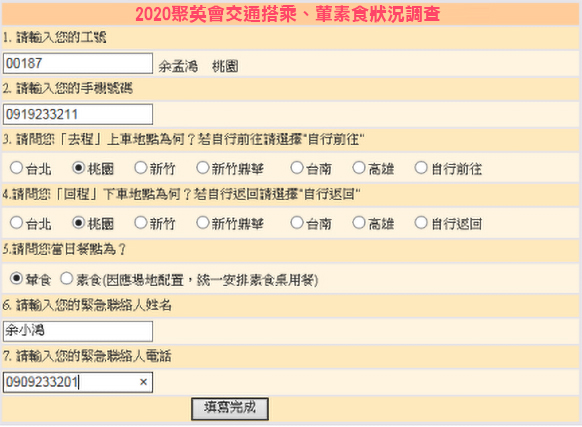 2020聚英會交通搭乘、葷素食狀況調查
1. 請輸入您的工號
00187 余孟鴻 桃園
2. 請輸入您的手機號碼
0919233211
3. 請問您「去程」上車地點為何？若自行前往請選擇"自行前往"
台北 桃園 新竹 新竹鼎華 台南 高雄 自行前往
4.請問您「回程」下車地點為何？若自行返回請選擇"自行返回"
台北 桃園 新竹 新竹鼎華 台南 高雄 自行返回
5.請問您當日餐點為？
葷食 素食(因應場地配置，統一安排素食桌用餐)
6. 請輸入您的緊急聯絡人姓名
余小鴻
7. 請輸入您的緊急聯絡人電話
0909233201 ×
填寫完成